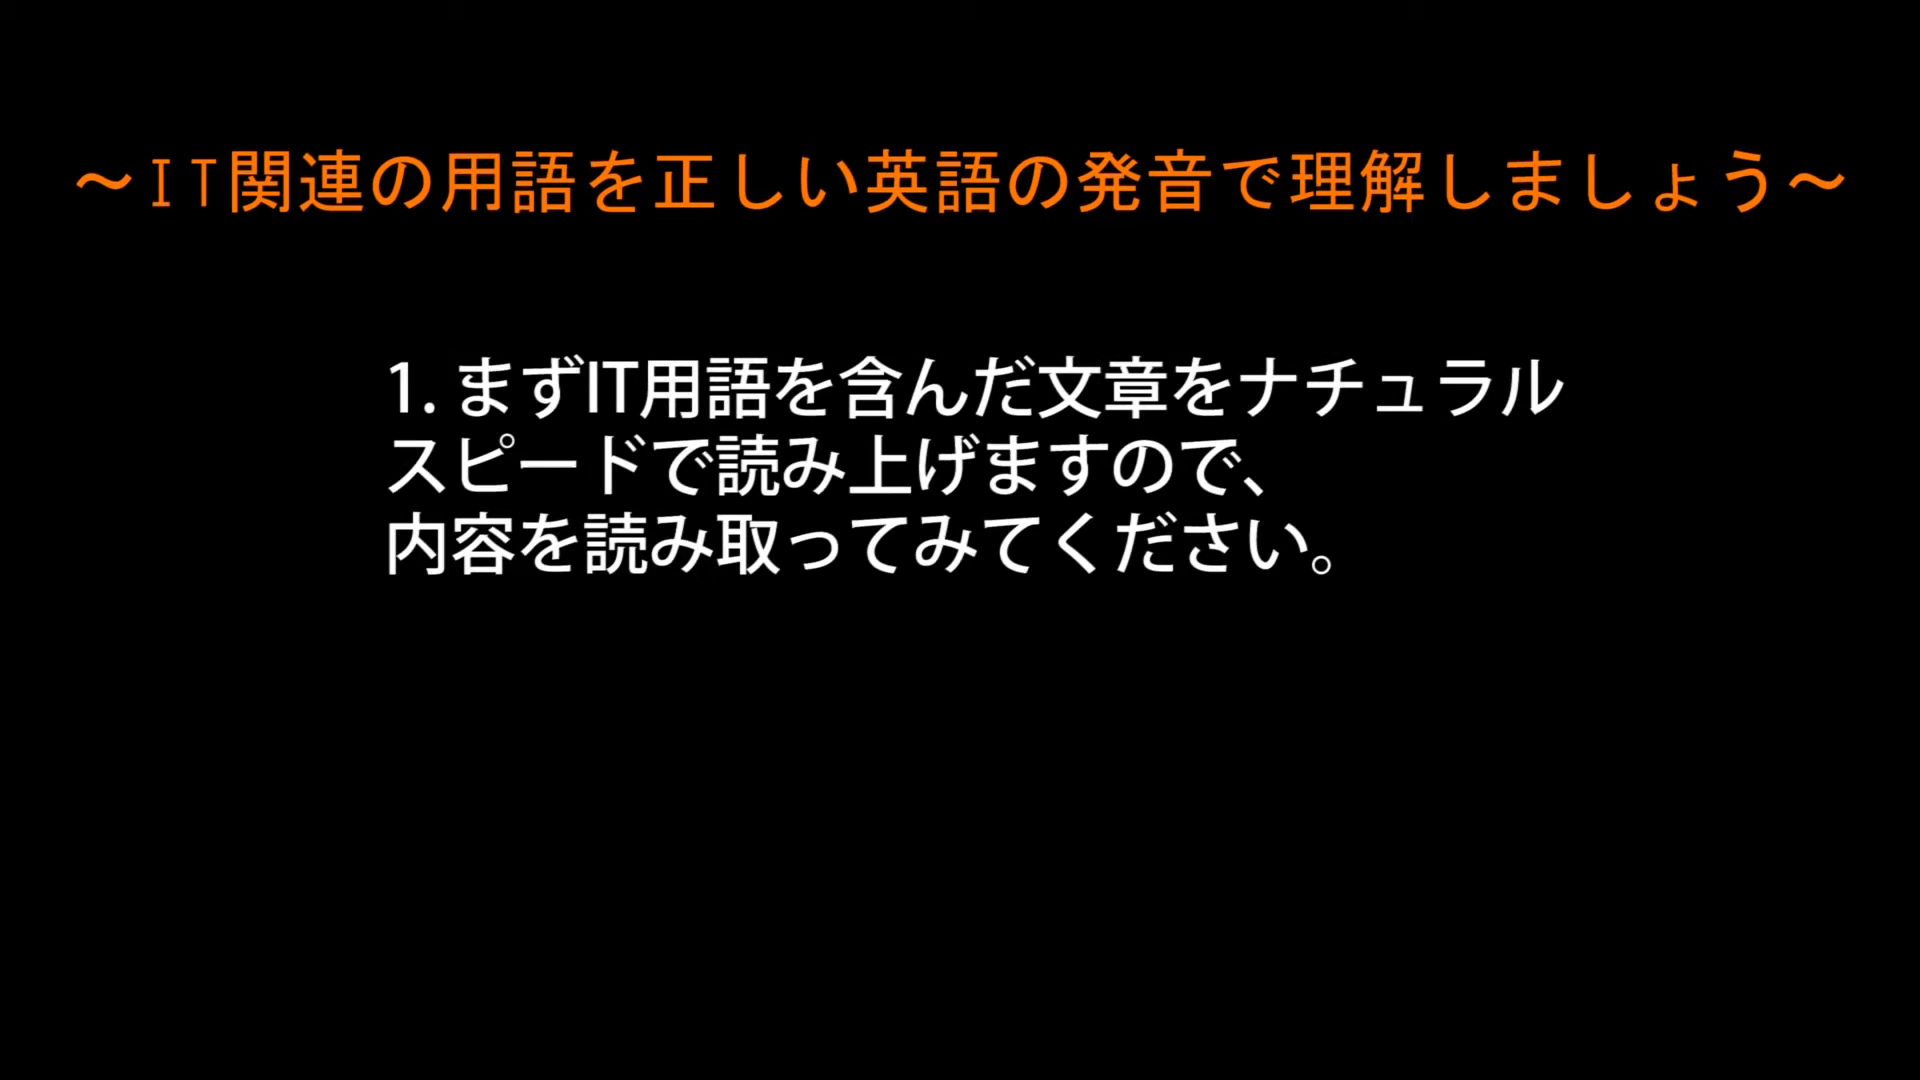 ～IT関連の用語を正しい英語の発音で理解しましょう～
1. まずIT用語を含んだ文章をナチュラル
スピードで読み上げますので、
内容を読み取ってみてください。